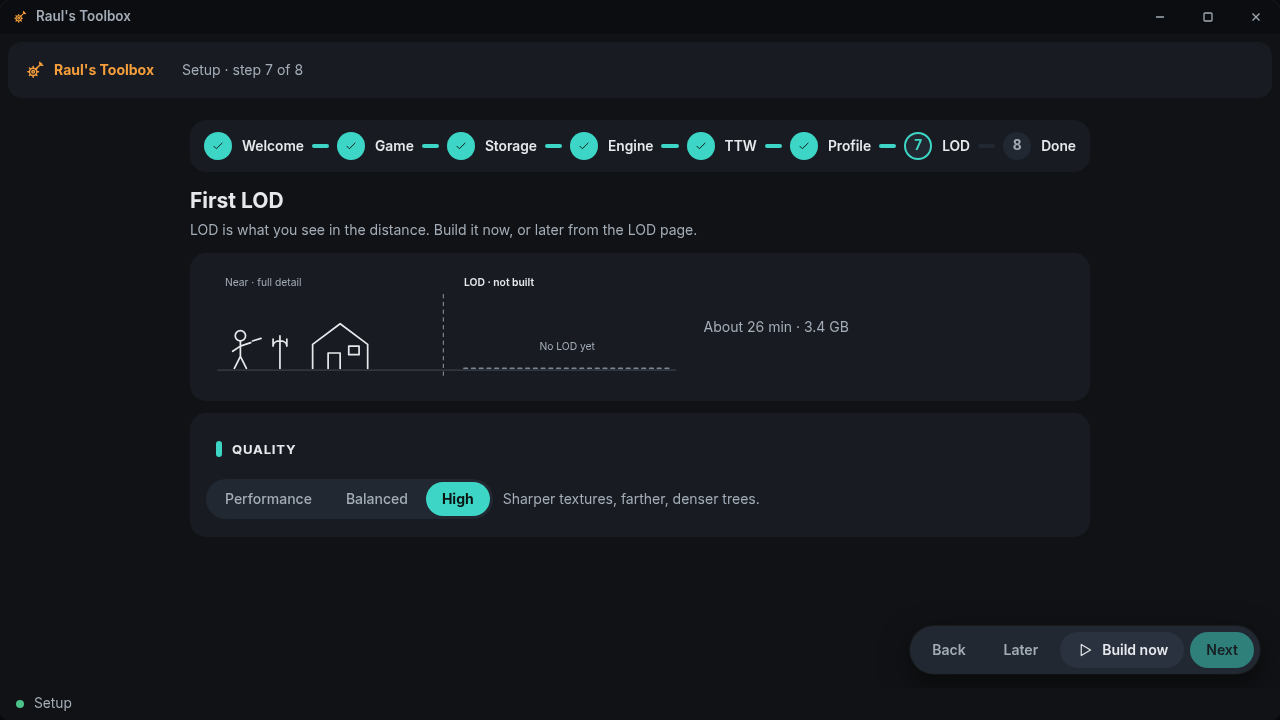 Raul's Toolbox
Raul's Toolbox Setup · step 7 of 8
Welcome Game Storage Engine TTW Profile 7 LOD 8 Done
First LOD
LOD is what you see in the distance. Build it now, or later from the LOD page.
Near · full detail LOD · not built
About 26 min · 3.4 GB
No LOD yet
QUALITY
Performance Balanced High Sharper textures, farther, denser trees.
Back Later Build now Next
Setup